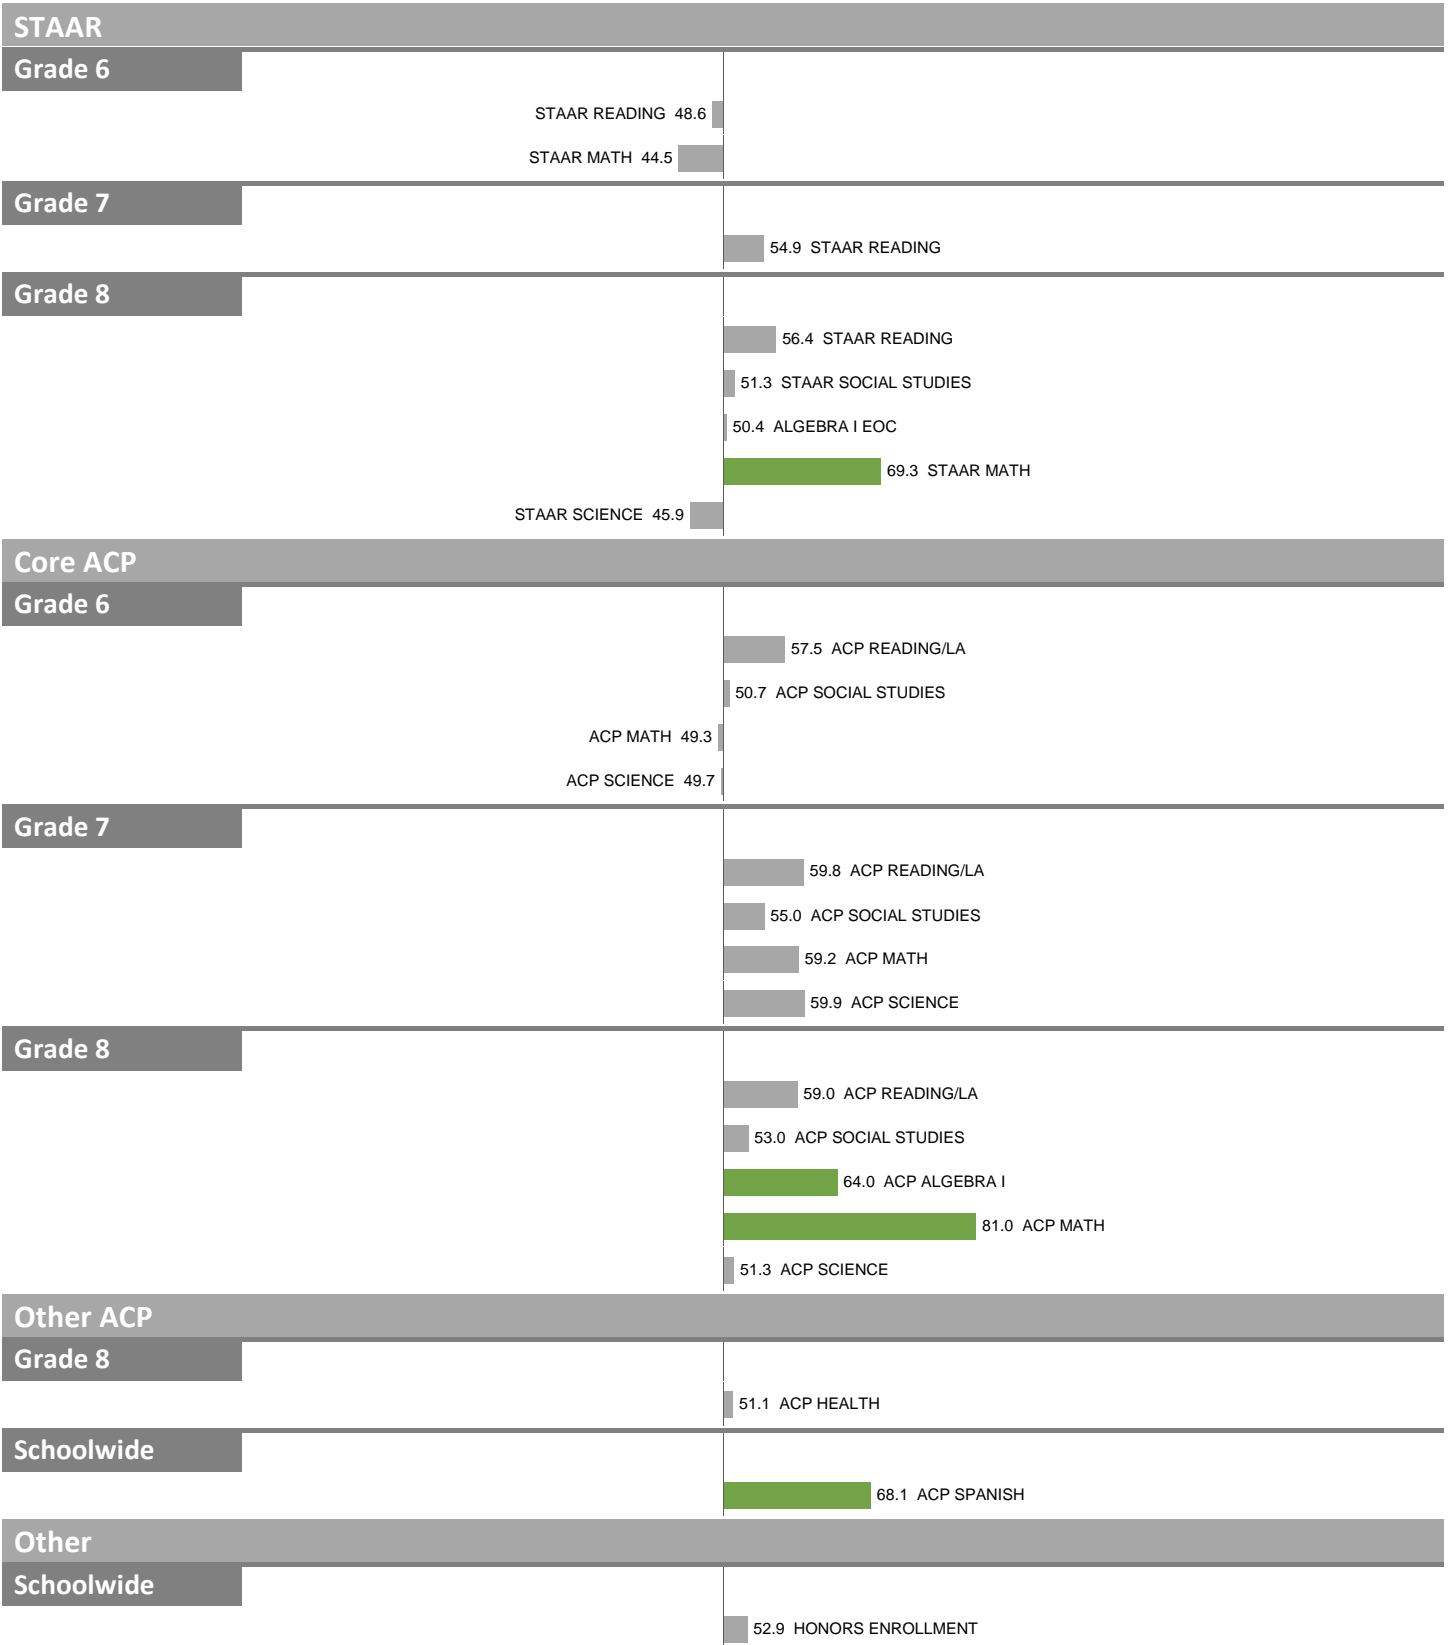 STAAR
Grade 6
STAAR READING 48.6
STAAR MATH 44.5
Grade 7
54.9 STAAR READING
Grade 8
56.4 STAAR READING
51.3 STAAR SOCIAL STUDIES
50.4 ALGEBRA I EOC
69.3 STAAR MATH
STAAR SCIENCE 45.9
Core ACP
Grade 6
57.5 ACP READING/LA
50.7 ACP SOCIAL STUDIES
ACP MATH 49.3
ACP SCIENCE 49.7
Grade 7
59.8 ACP READING/LA
55.0 ACP SOCIAL STUDIES
59.2 ACP MATH
59.9 ACP SCIENCE
Grade 8
59.0 ACP READING/LA
53.0 ACP SOCIAL STUDIES
64.0 ACP ALGEBRA I
81.0 ACP MATH
51.3 ACP SCIENCE
Other ACP
Grade 8
51.1 ACP HEALTH
Schoolwide
68.1 ACP SPANISH
Other
Schoolwide
52.9 HONORS ENROLLMENT